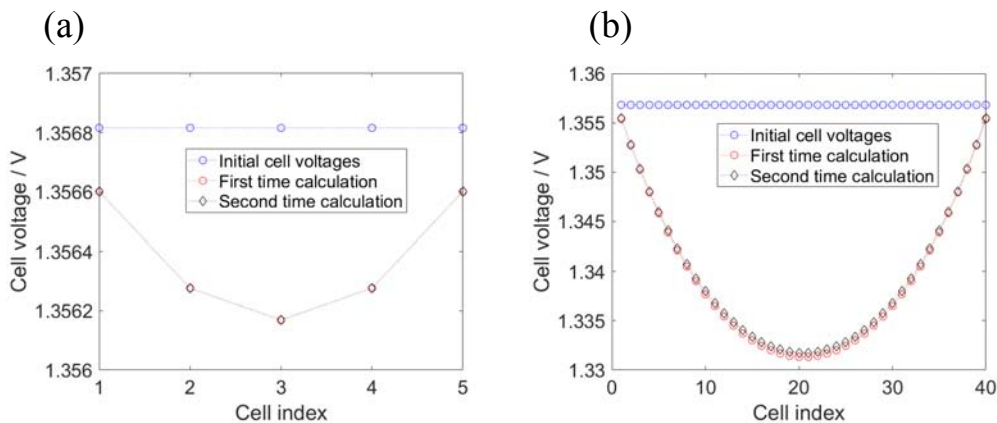 (a)
1.357
1.3568
1.3566
1.3564
1.3562
1.356
1 2 3 4 5
Cell voltage / V
Cell index
Initial cell voltages
First time calculation
Second time calculation
(b)
1.36
1.355
1.35
1.345
1.34
1.335
1.33
0 10 20 30 40
Cell voltage / V
Cell index
Initial cell voltages
First time calculation
Second time calculation